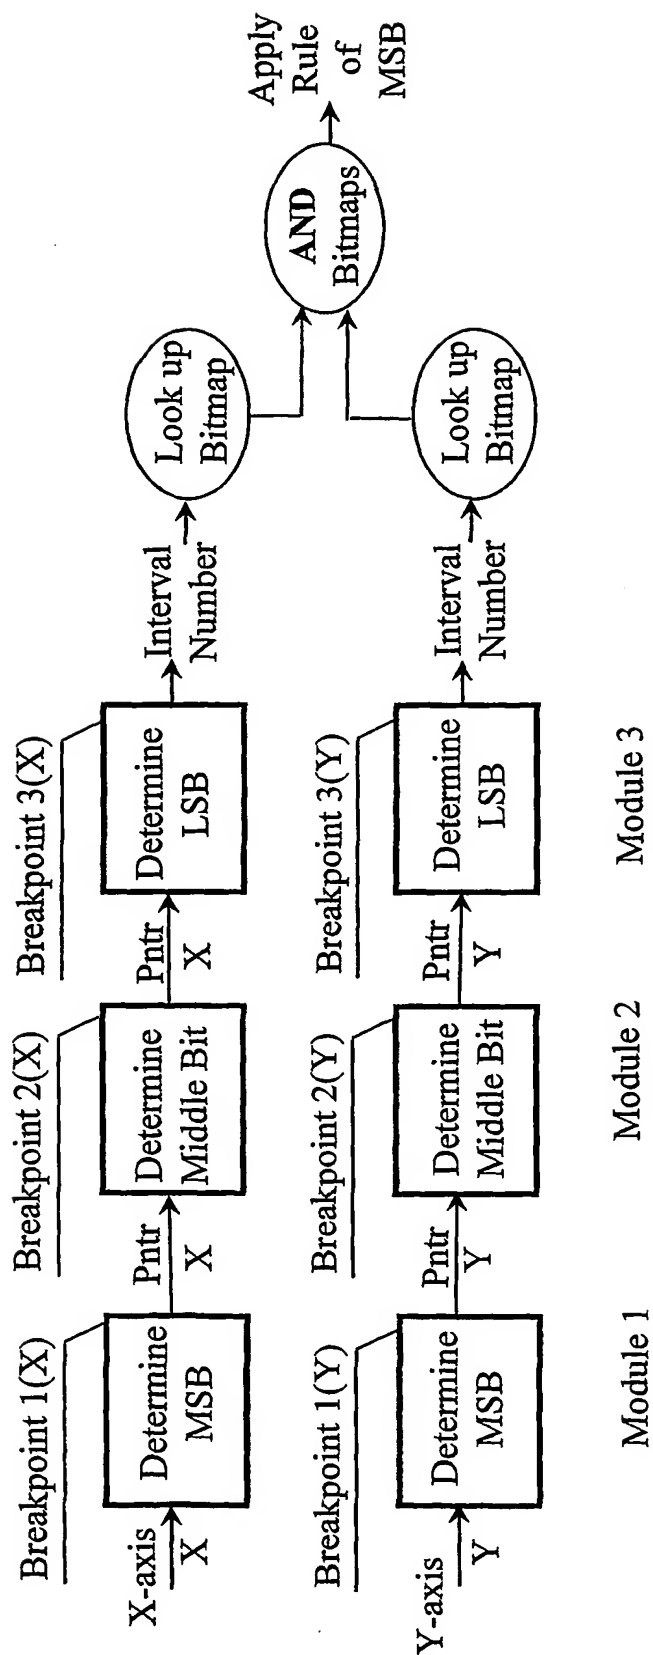 Breakpoint 1(X)
Breakpoint 2(X)
Breakpoint 3(X)
X-axis
X
Determine
MSB
Pntr
X
Determine
Middle Bit
Pntr
X
Determine
LSB
Interval
Number
Look up
Bitmap
AND
Bitmaps
Apply
Rule
of
MSB
Breakpoint 1(Y)
Breakpoint 2(Y)
Breakpoint 3(Y)
Y-axis
Y
Determine
MSB
Pntr
Y
Determine
Middle Bit
Pntr
Y
Determine
LSB
Interval
Number
Look up
Bitmap
Module 1
Module 2
Module 3